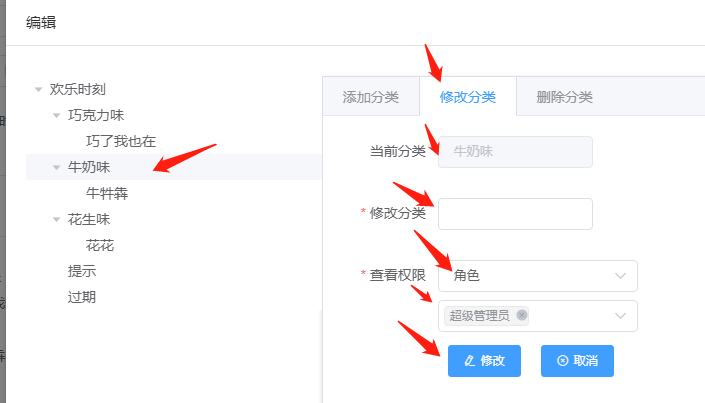 编辑
欢乐时刻
巧克力味
巧了我也在
牛奶味
牛牪犇
花生味
花花
提示
过期
添加分类 修改分类 删除分类
当前分类 牛奶味
* 修改分类
* 查看权限 角色
超级管理员
修改 取消